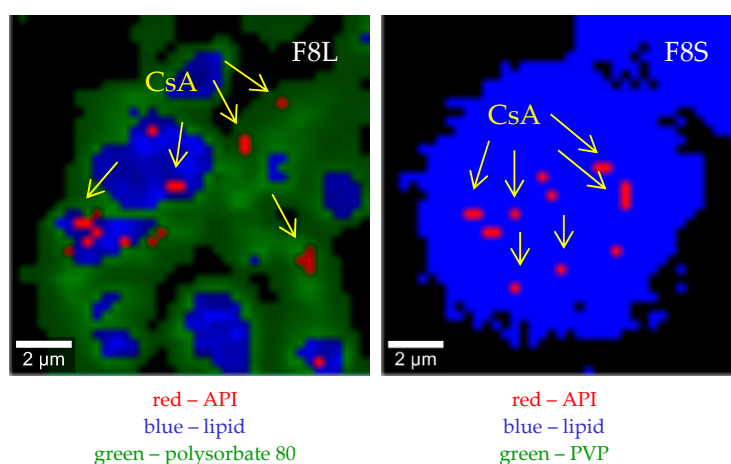 F8L
CsA
2 μm
red – API
blue – lipid
green – polysorbate 80
F8S
CsA
2 μm
red – API
blue – lipid
green – PVP